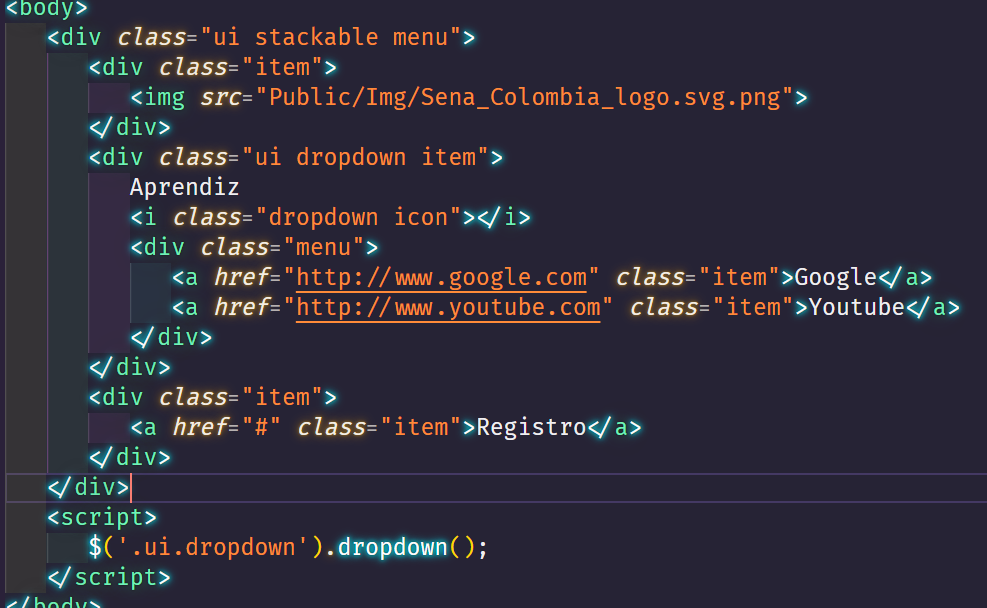 <body>
<div class="ui stackable menu">
<div class="item">
<img src="Public/Img/Sena_Colombia_logo.svg.png">
</div>
<div class="ui dropdown item">
Aprendiz
<i class="dropdown icon"></i>
<div class="menu">
<a href="http://www.google.com" class="item">Google</a>
<a href="http://www.youtube.com" class="item">Youtube</a>
</div>
</div>
<div class="item">
<a href="#" class="item">Registro</a>
</div>
</div>
<script>
$('.ui.dropdown').dropdown();
</script>
</body>